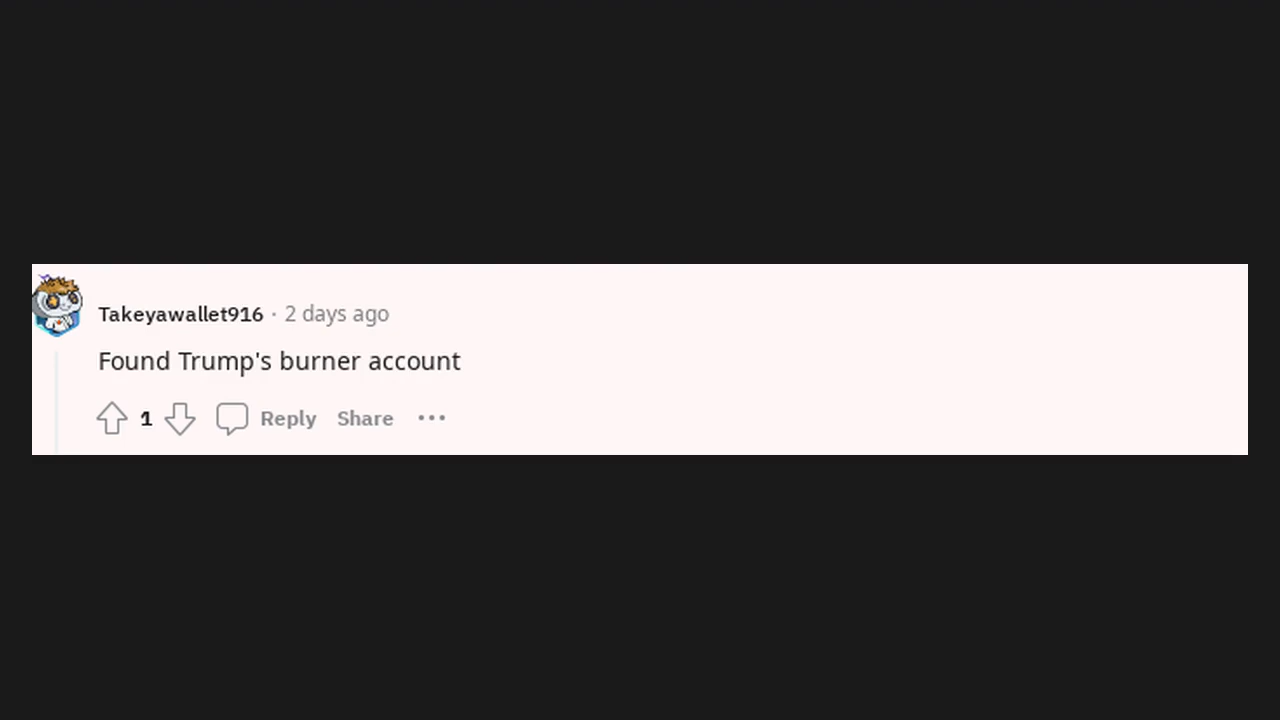 Takeyawallet916 · 2 days ago
Found Trump's burner account
1 Reply Share